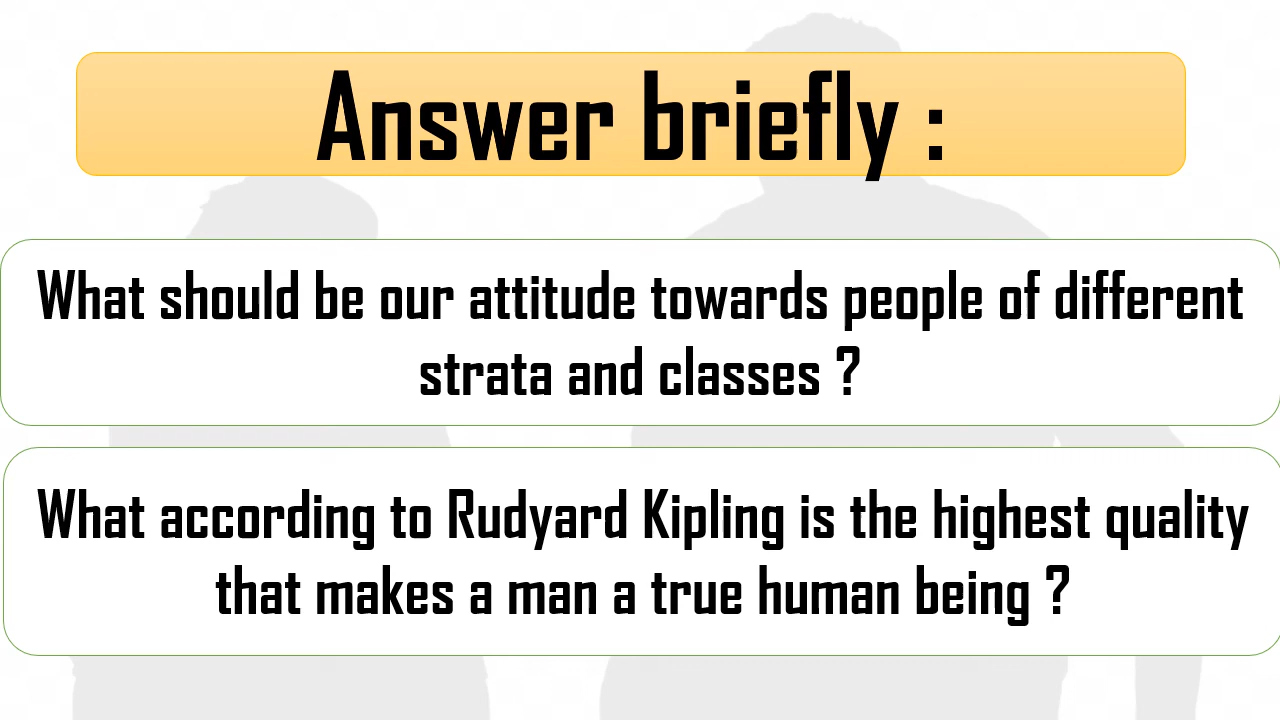 Answer briefly :
What should be our attitude towards people of different
strata and classes ?
What according to Rudyard Kipling is the highest quality
that makes a man a true human being ?